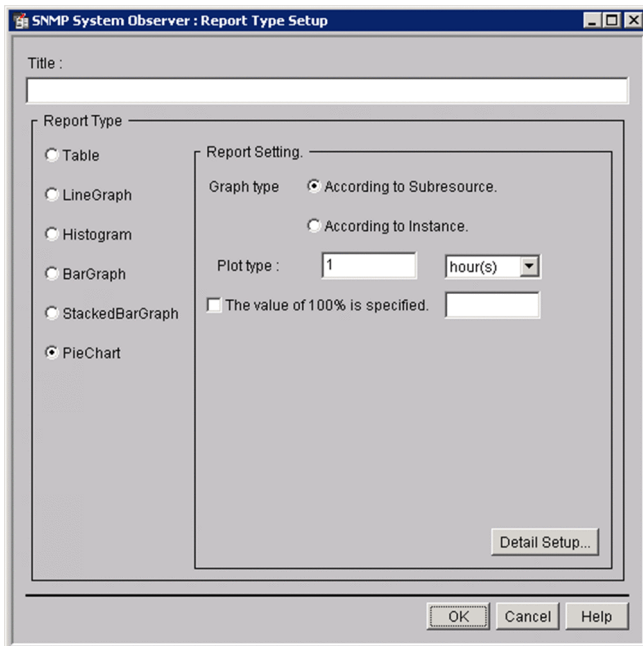 SNMP System Observer : Report Type Setup
Title :
Report Type
Table
LineGraph
Histogram
BarGraph
StackedBarGraph
PieChart
Report Setting.
Graph type
According to Subresource.
According to Instance.
Plot type :
1
hour(s)
The value of 100% is specified.
Detail Setup...
OK
Cancel
Help